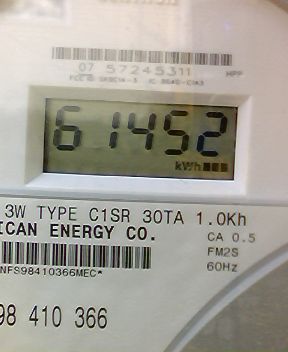 07 57245311 HPP
61452
kWh
3W TYPE C1SR 30TA 1.0Kh
ICAN ENERGY CO.
CA 0.5
FM2S
60Hz
NFS98410366MEC*
98 410 366